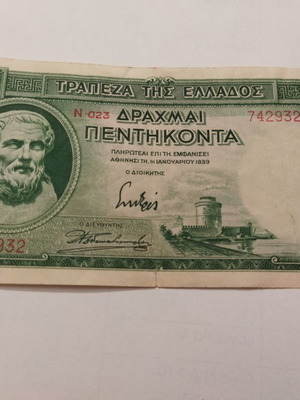 ΤΡΑΠΕΖΑ ΤΗΣ ΕΛΛΑΔΟΣ
Ν-023 ΔΡΑΧΜΑΙ 742932
ΠΕΝΤΗΚΟΝΤΑ
ΠΛΗΡΩΤΕΑΙ ΕΠΙ ΤΗ ΕΜΦΑΝΙΣΕΙ
ΑΘΗΝΗΣΙ ΤΗ 1Η ΙΑΝΟΥΑΡΙΟΥ 1939
Ο ΔΙΟΙΚΗΤΗΣ
Ο ΔΙΕΥΘΥΝΤΗΣ
932